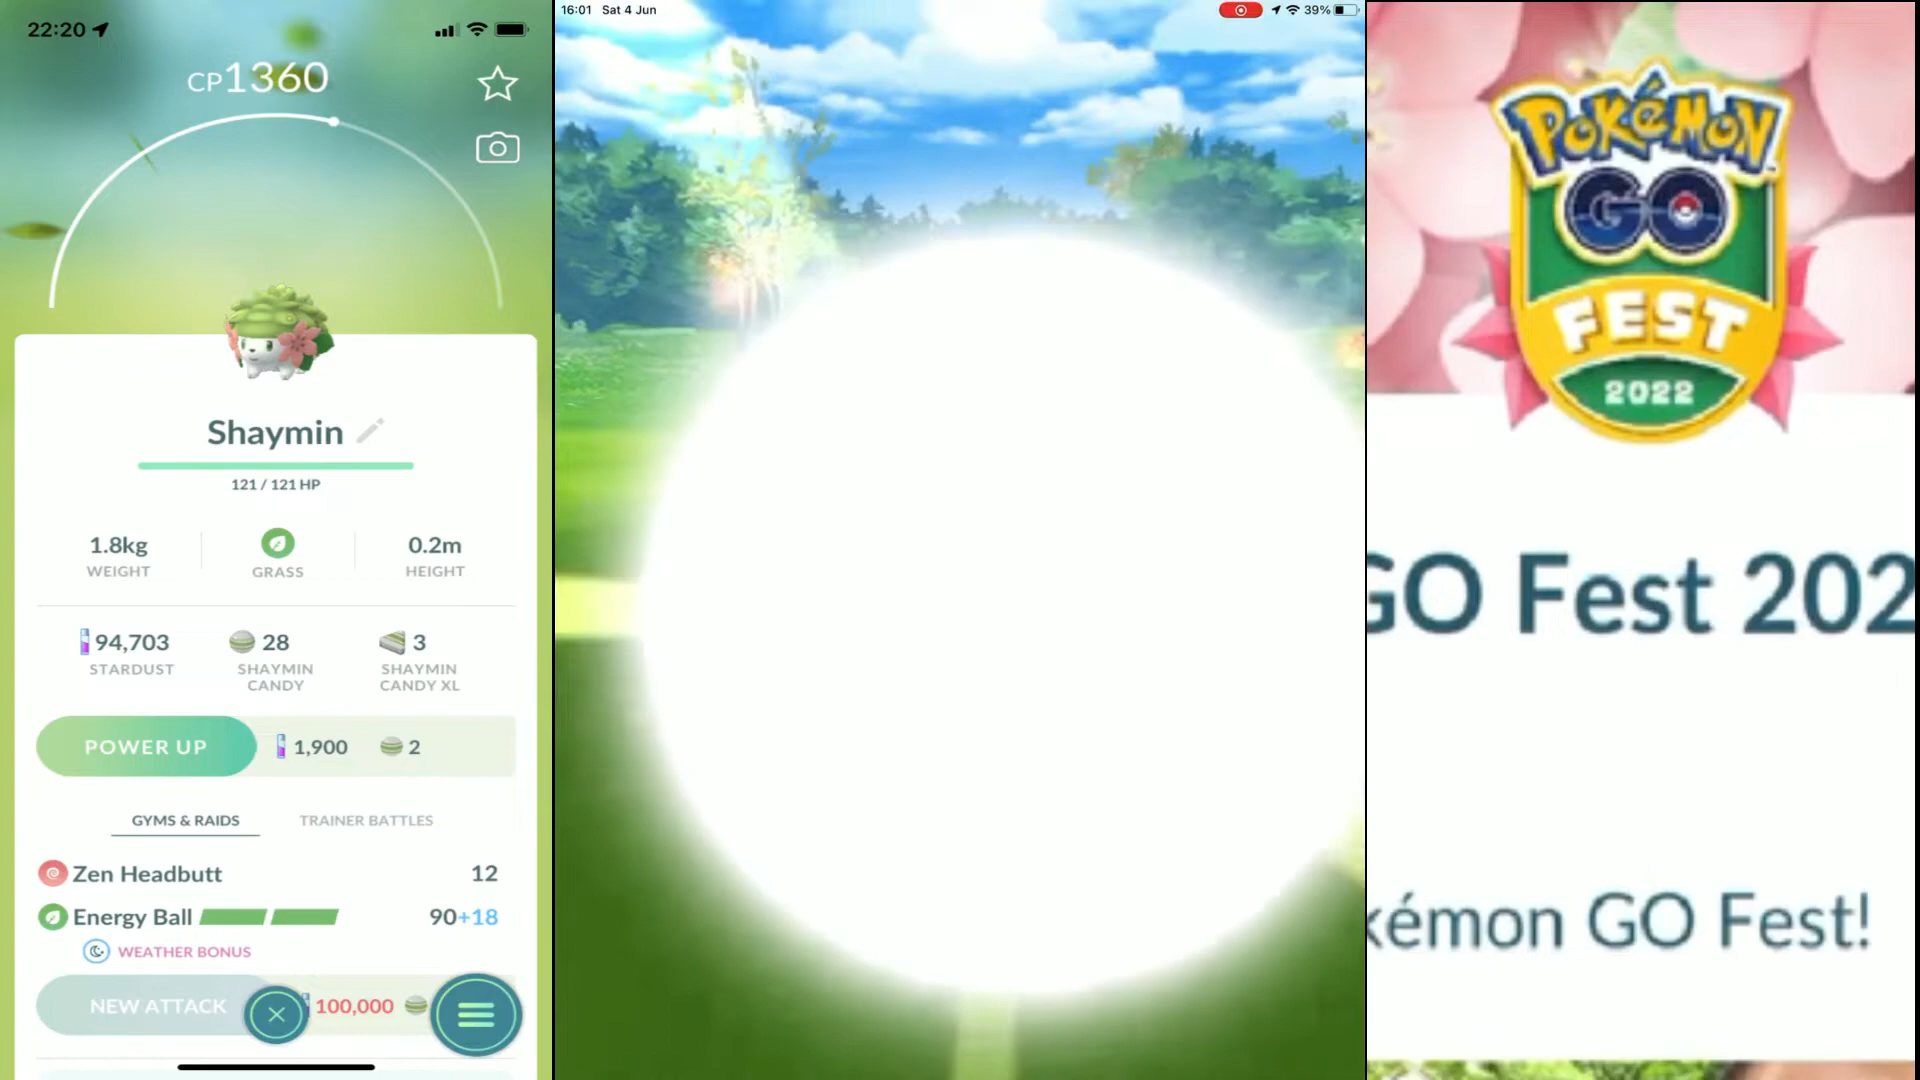 22:20
CP1360
Shaymin
121 / 121 HP
1.8kg
WEIGHT
GRASS
0.2m
HEIGHT
94,703
STARDUST
28
SHAYMIN
CANDY
3
SHAYMIN
CANDY XL
POWER UP
1,900
2
GYMS & RAIDS
TRAINER BATTLES
Zen Headbutt
12
Energy Ball
90+18
WEATHER BONUS
NEW ATTACK
100,000
16:01 Sat 4 Jun
39%
POKéMON
GO
FEST
2022
GO Fest 202
kémon GO Fest!